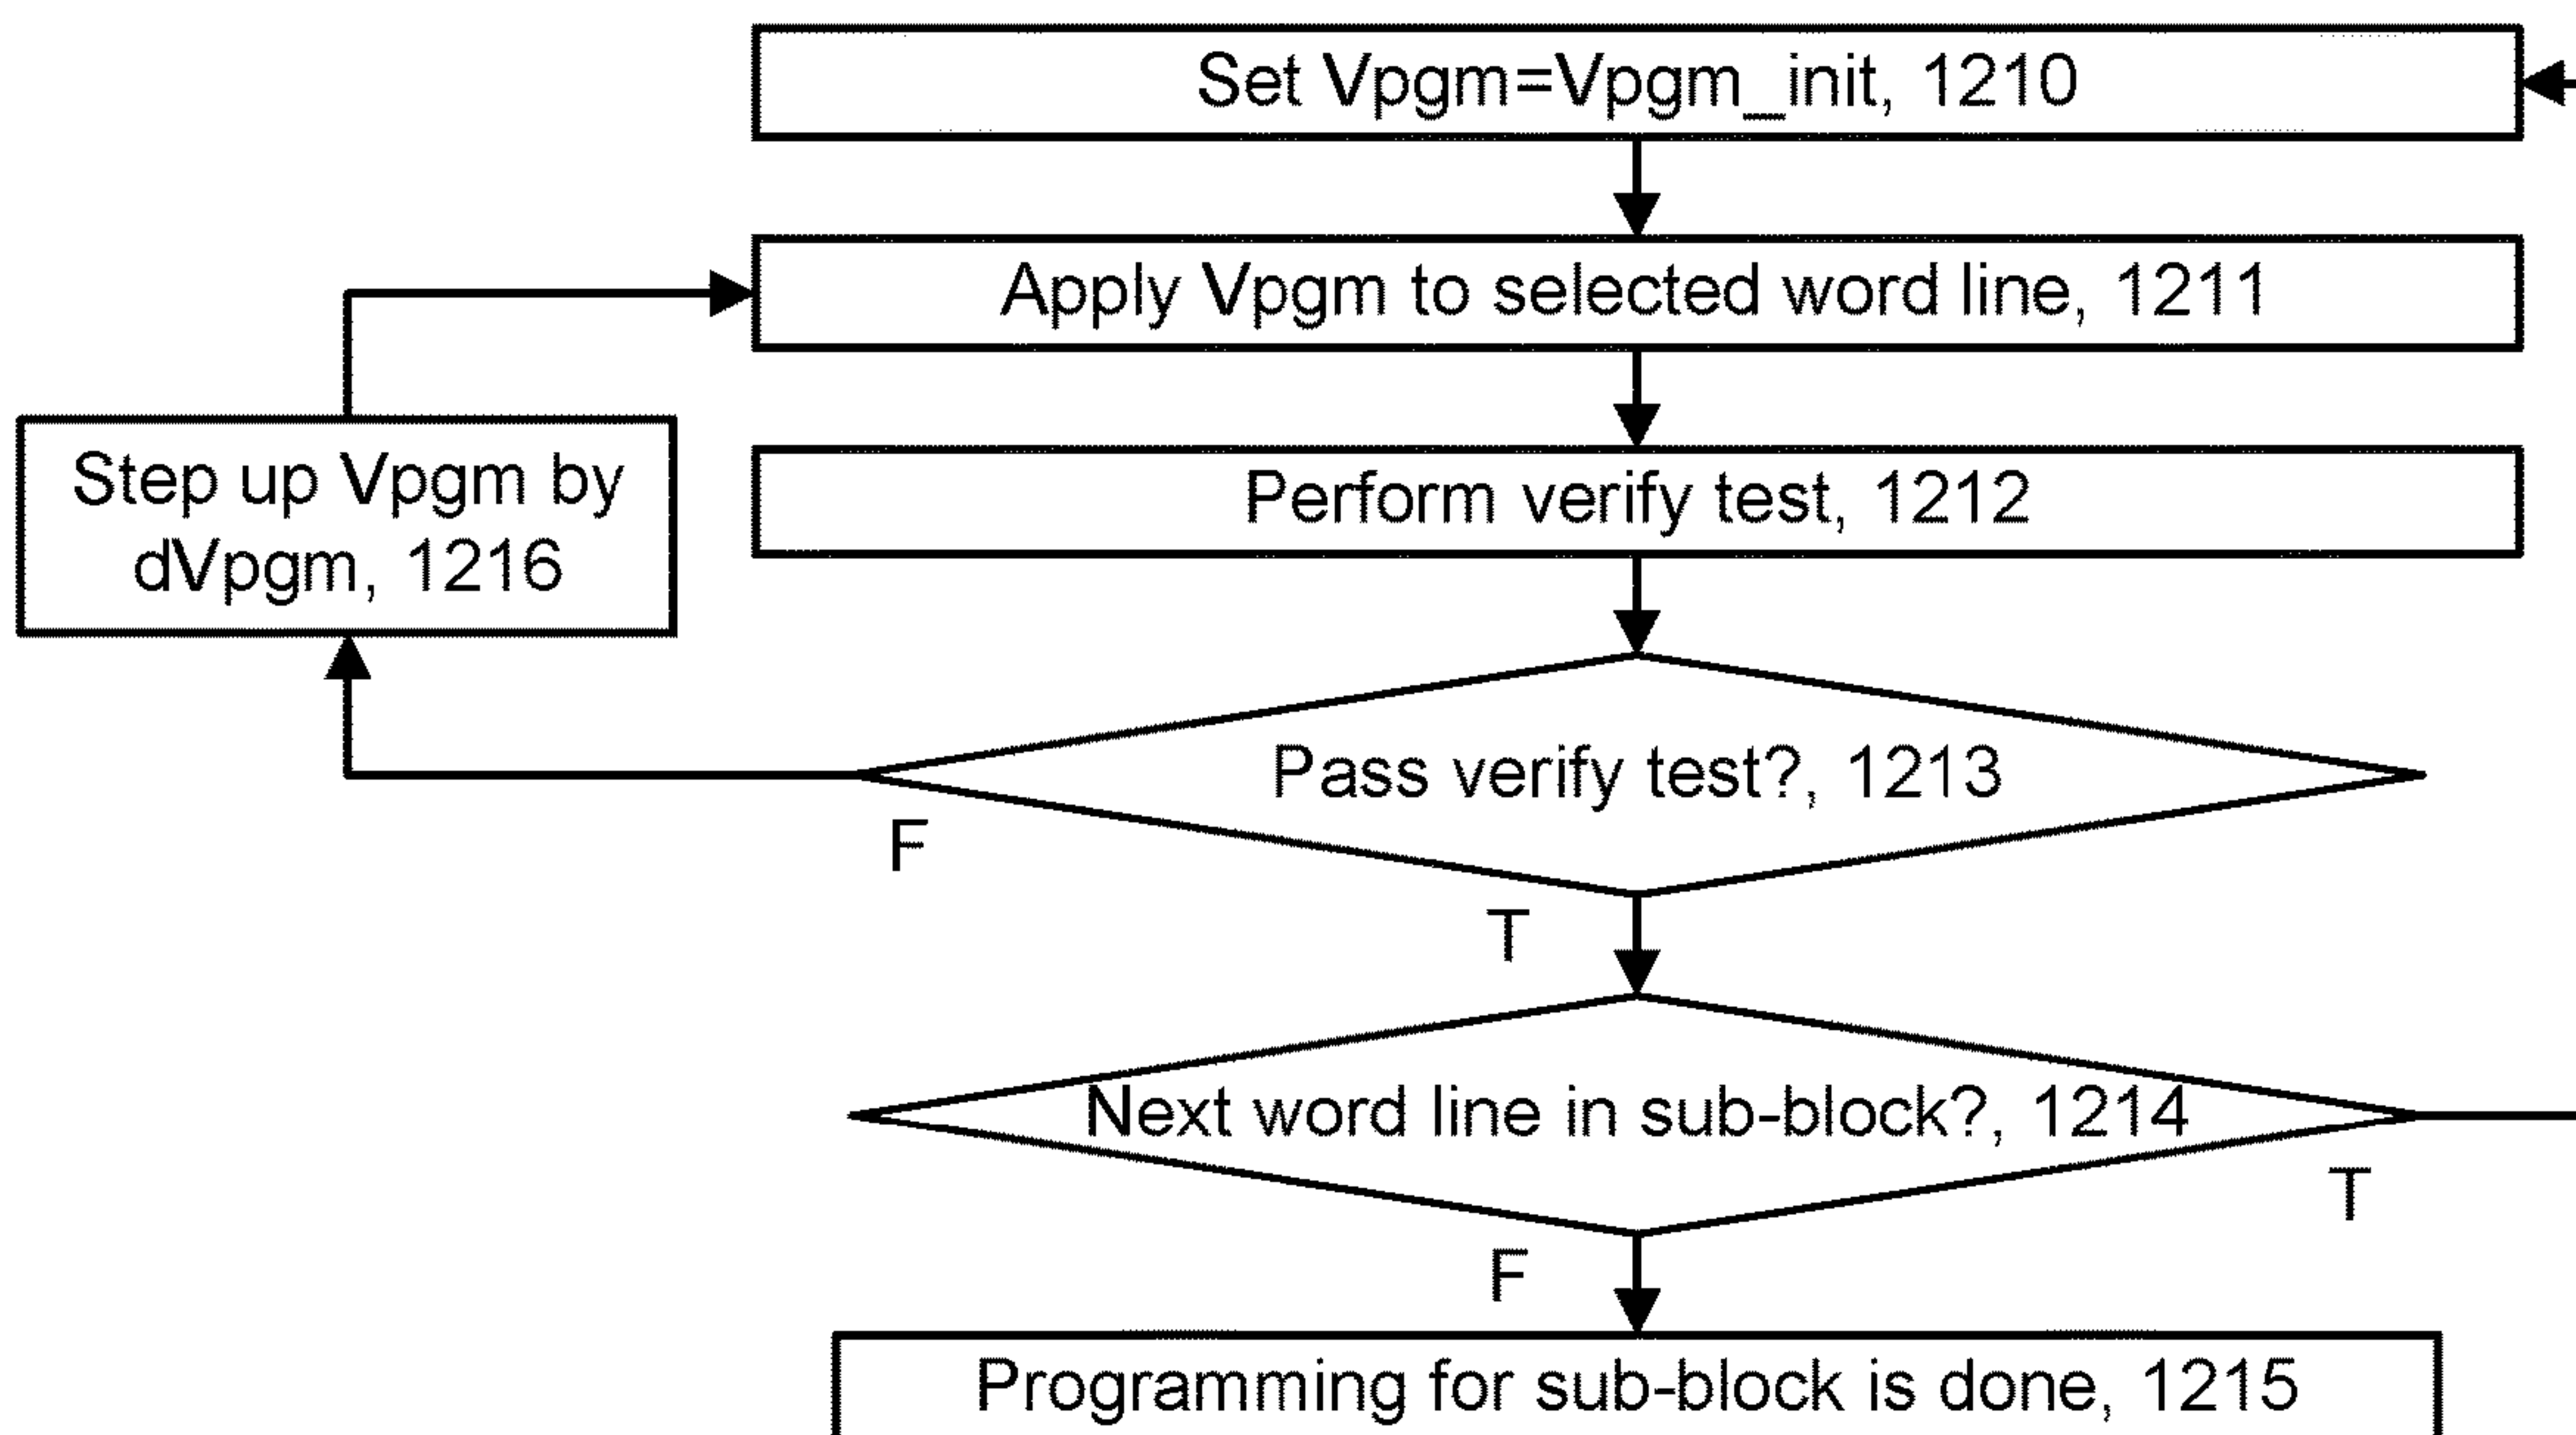 Set Vpgm=Vpgm_init, 1210
Apply Vpgm to selected word line, 1211
Step up Vpgm by
dVpgm, 1216
Perform verify test, 1212
Pass verify test?, 1213
F
T
Next word line in sub-block?, 1214
T
F
Programming for sub-block is done, 1215